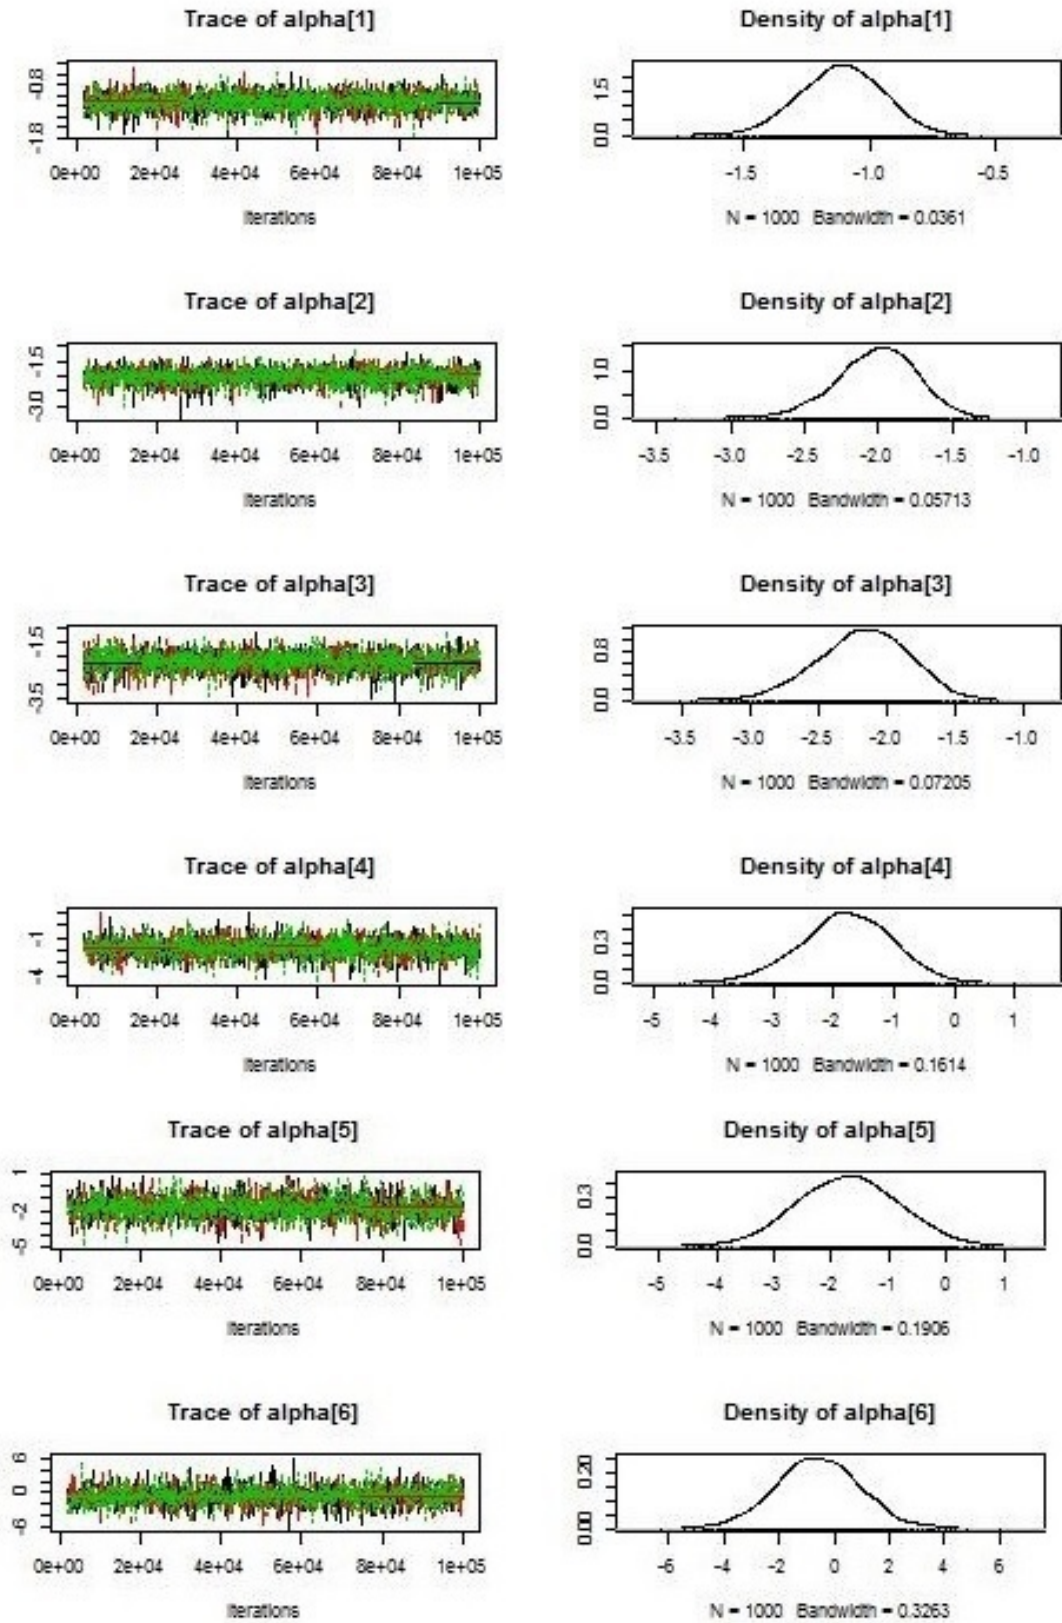 Trace of alpha[1]
Density of alpha[1]
-0.8
-1.8
0e+00 2e+04 4e+04 6e+04 8e+04 1e+05
Iterations
1.5
0.0
-1.5 -1.0 -0.5
N = 1000 Bandwidth = 0.0361
Trace of alpha[2]
Density of alpha[2]
-1.5
-3.0
0e+00 2e+04 4e+04 6e+04 8e+04 1e+05
Iterations
1.0
0.0
-3.5 -3.0 -2.5 -2.0 -1.5 -1.0
N = 1000 Bandwidth = 0.05713
Trace of alpha[3]
Density of alpha[3]
-1.5
-3.5
0e+00 2e+04 4e+04 6e+04 8e+04 1e+05
Iterations
0.8
0.0
-3.5 -3.0 -2.5 -2.0 -1.5 -1.0
N = 1000 Bandwidth = 0.07205
Trace of alpha[4]
Density of alpha[4]
-1
-4
0e+00 2e+04 4e+04 6e+04 8e+04 1e+05
Iterations
0.3
0.0
-5 -4 -3 -2 -1 0 1
N = 1000 Bandwidth = 0.1614
Trace of alpha[5]
Density of alpha[5]
1
-2
-5
0e+00 2e+04 4e+04 6e+04 8e+04 1e+05
Iterations
0.3
0.0
-5 -4 -3 -2 -1 0 1
N = 1000 Bandwidth = 0.1906
Trace of alpha[6]
Density of alpha[6]
6
0
-6
0e+00 2e+04 4e+04 6e+04 8e+04 1e+05
Iterations
0.20
0.00
-6 -4 -2 0 2 4 6
N = 1000 Bandwidth = 0.3263